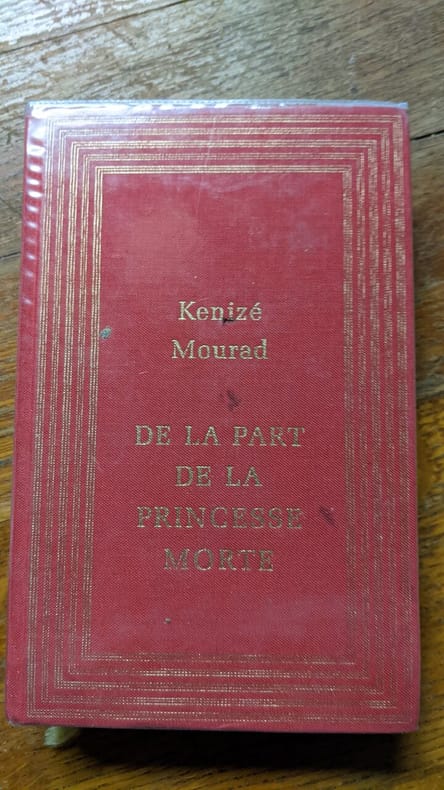 Kenizé
Mourad
DE LA PART
DE LA
PRINCESSE
MORTE